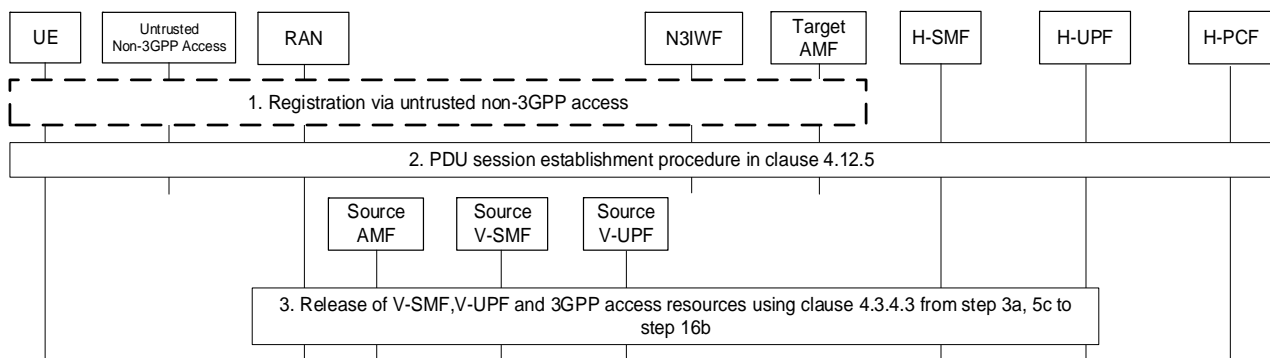 UE
Untrusted
Non-3GPP Access
RAN
N3IWF
Target
AMF
H-SMF
H-UPF
H-PCF
1. Registration via untrusted non-3GPP access
2. PDU session establishment procedure in clause 4.12.5
Source
AMF
Source
V-SMF
Source
V-UPF
3. Release of V-SMF,V-UPF and 3GPP access resources using clause 4.3.4.3 from step 3a, 5c to
step 16b